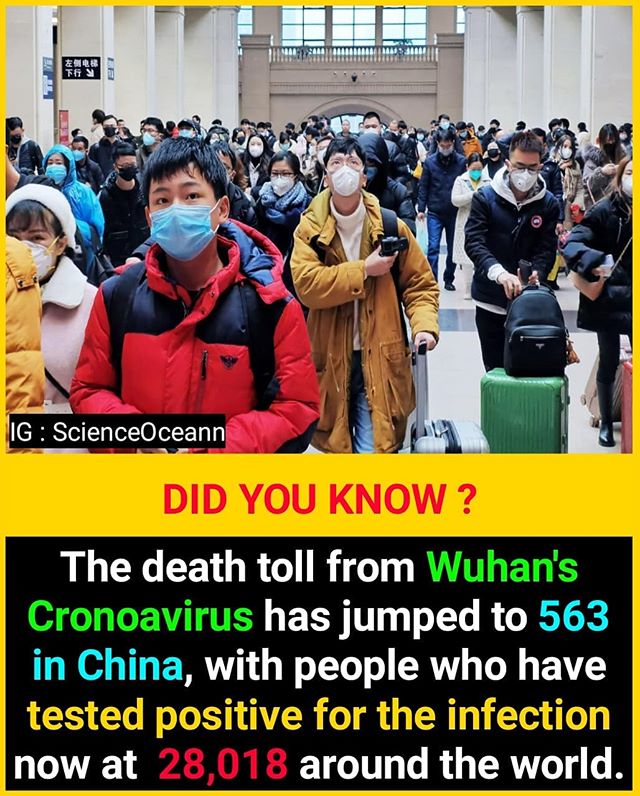 左侧电梯
下行
IG : ScienceOceann
DID YOU KNOW ?
The death toll from Wuhan's
Cronoavirus has jumped to 563
in China, with people who have
tested positive for the infection
now at 28,018 around the world.